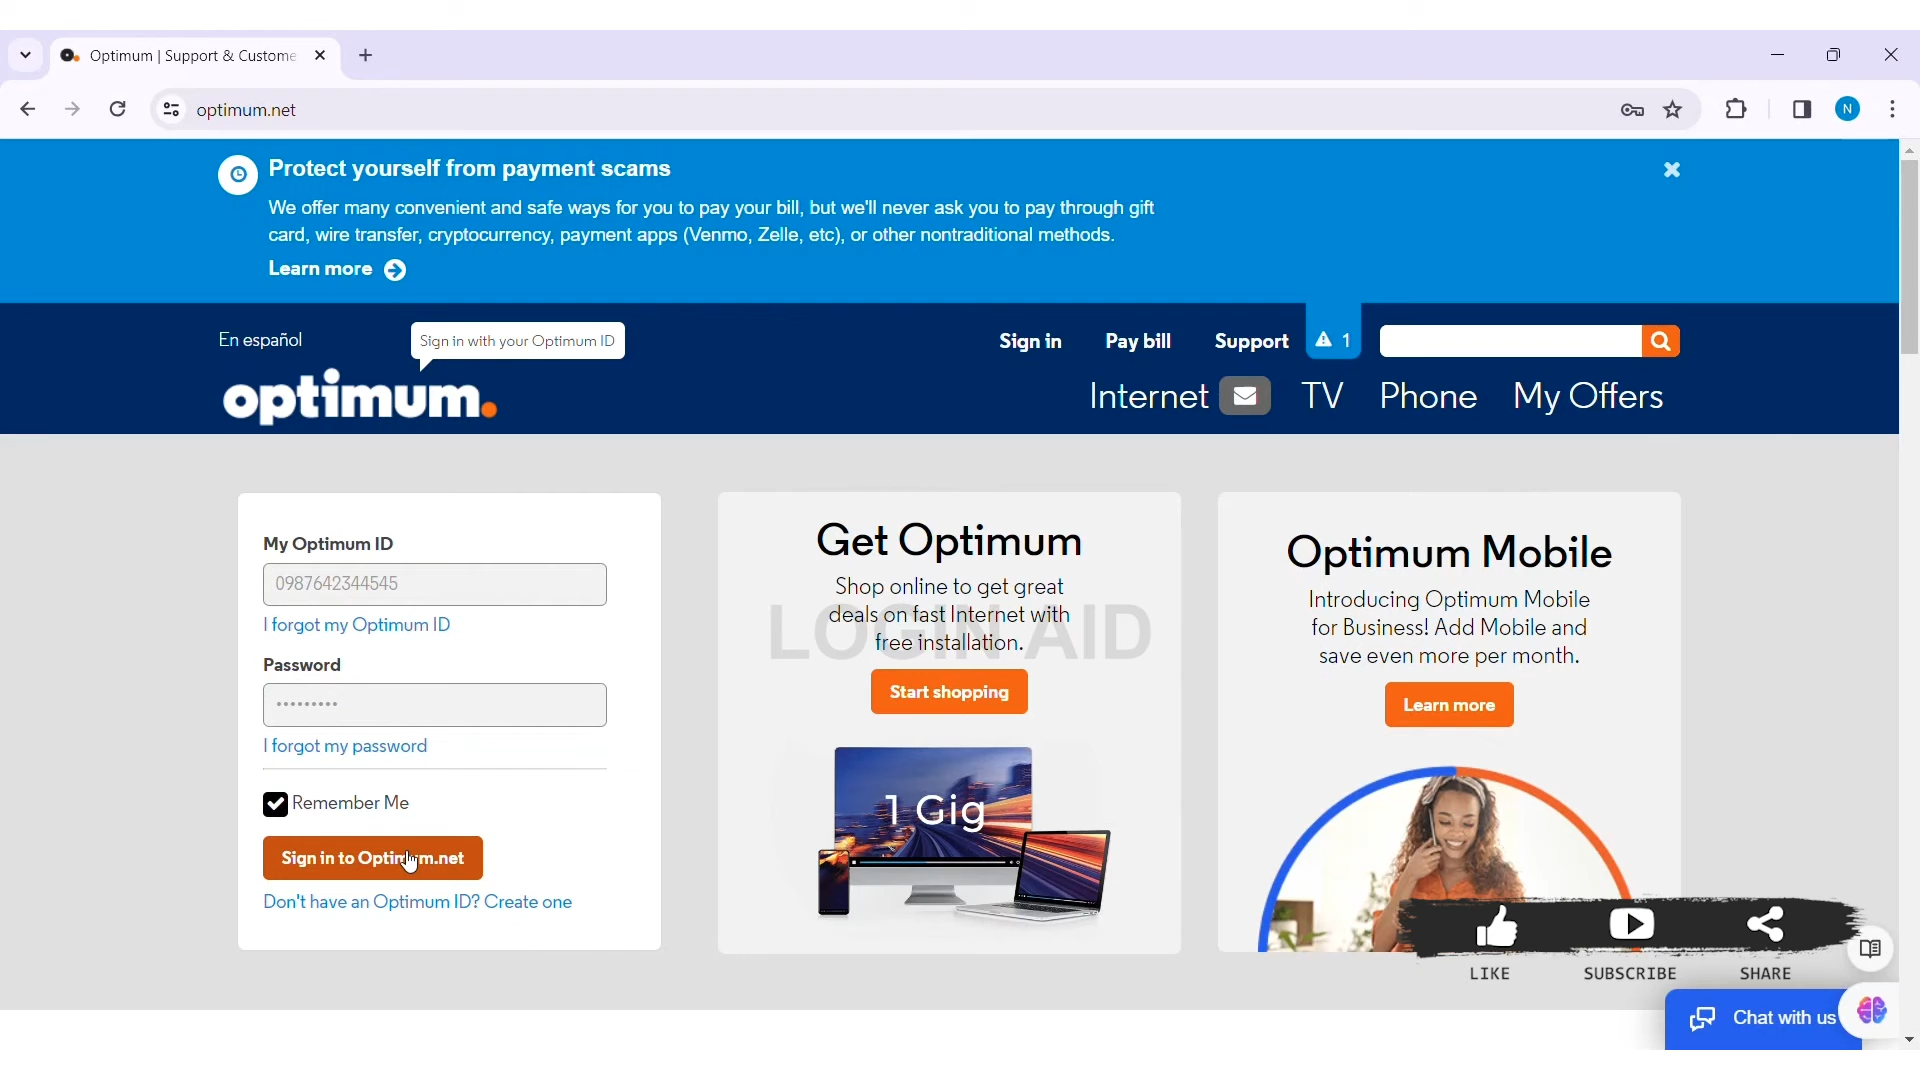 Optimum | Support & Custome
optimum.net
N
Protect yourself from payment scams
We offer many convenient and safe ways for you to pay your bill, but we'll never ask you to pay through gift
card, wire transfer, cryptocurrency, payment apps (Venmo, Zelle, etc), or other nontraditional methods.
Learn more
En español
Sign in with your Optimum ID
Sign in
Pay bill
Support
1
optimum.
Internet
TV
Phone
My Offers
My Optimum ID
0987642344545
I forgot my Optimum ID
Password
•••••••••
I forgot my password
Remember Me
Sign in to Optimum.net
Don't have an Optimum ID? Create one
Get Optimum
Shop online to get great
deals on fast Internet with
free installation.
LOGIN AID
Start shopping
1 Gig
Optimum Mobile
Introducing Optimum Mobile
for Business! Add Mobile and
save even more per month.
Learn more
LIKE
SUBSCRIBE
SHARE
Chat with us